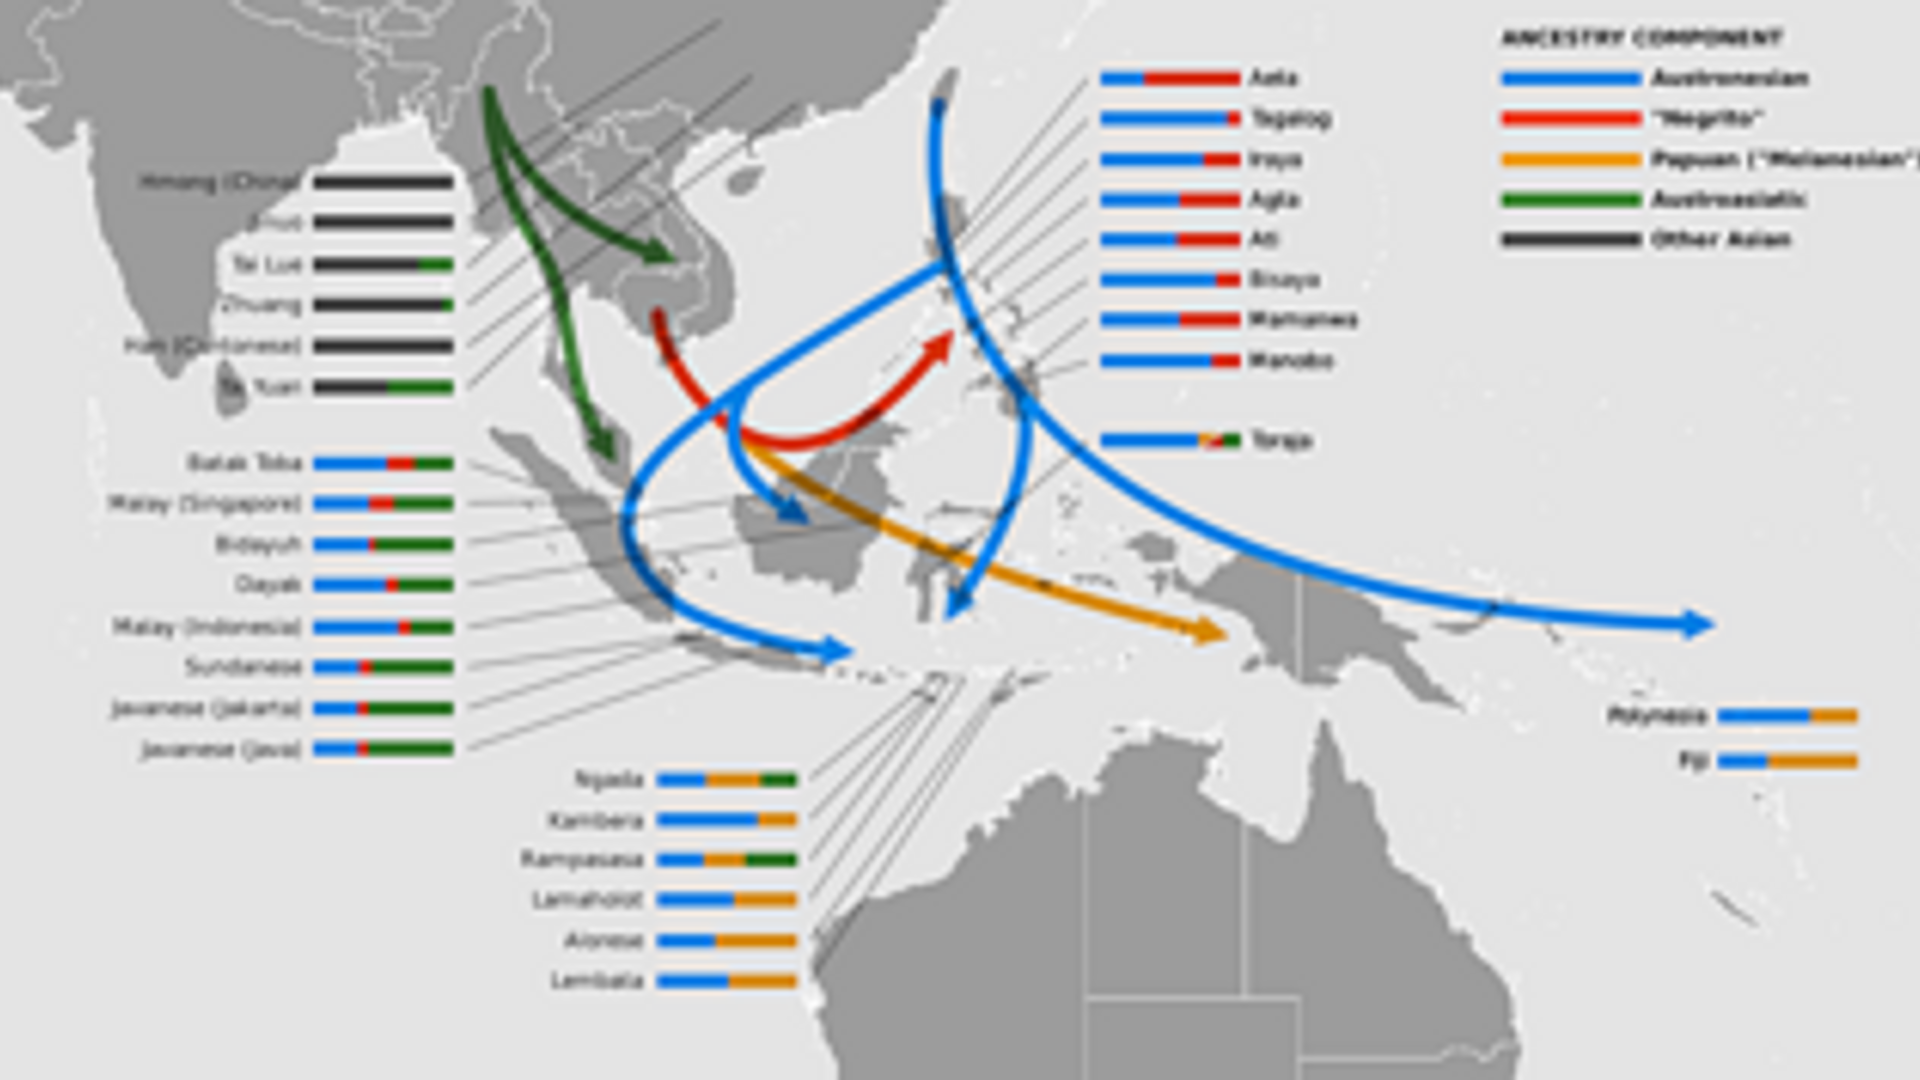 ANCESTRY COMPONENT
Austronesian
"Negrito"
Papuan ("Melanesian")
Austroasiatic
Other Asian
Aeta
Tagalog
Iraya
Agta
Ati
Bisaya
Mamanwa
Manobo
Toraja
Hmong (China)
Tai Lue
Zhuang
Han (Cantonese)
Yuan
Batak Toba
Malay (Singapore)
Bidayuh
Dayak
Malay (Indonesia)
Sundanese
Javanese (Jakarta)
Javanese (Java)
Ngada
Kambera
Rampasasa
Lamaholot
Alorese
Lembata
Polynesia
Fiji